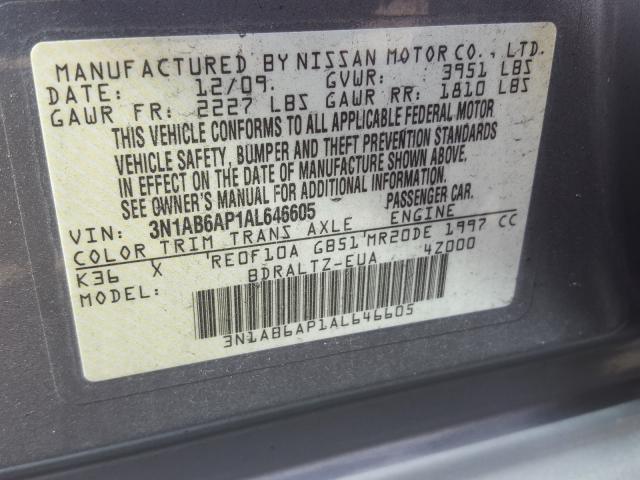 MANUFACTURED BY NISSAN MOTOR CO., LTD.
DATE: 12/09. GVWR: 3951 LBS
GAWR FR: 2227 LBS GAWR RR: 1810 LBS
THIS VEHICLE CONFORMS TO ALL APPLICABLE FEDERAL MOTOR
VEHICLE SAFETY, BUMPER AND THEFT PREVENTION STANDARDS
IN EFFECT ON THE DATE OF MANUFACTURE SHOWN ABOVE.
SEE OWNER'S MANUAL FOR ADDITIONAL INFORMATION.
VIN: 3N1AB6AP1AL646605 PASSENGER CAR.
COLOR TRIM TRANS AXLE ENGINE
K36 X 'RE0F10A GB51'MR20DE 1997 CC
MODEL: BDRALTZ-EUA 4Z000
3N1AB6AP1AL646605